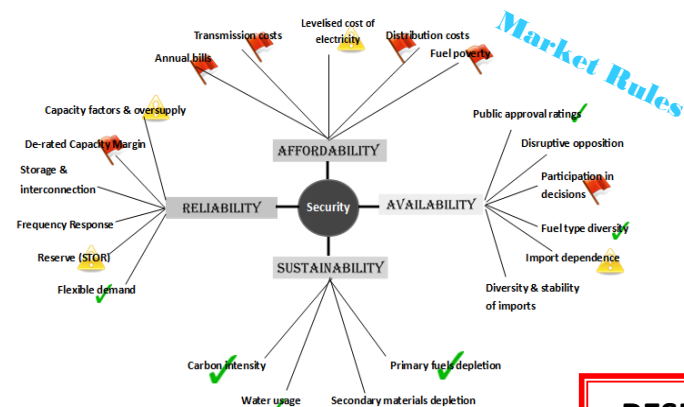 Market Rules
Transmission costs
Levelised cost of
electricity
Distribution costs
Annual bills
Fuel poverty
AFFORDABILITY
Capacity factors & oversupply
De-rated Capacity Margin
Storage &
interconnection
Frequency Response
Reserve (STOR)
Flexible demand
RELIABILITY
Security
AVAILABILITY
Public approval ratings
Disruptive opposition
Participation in
decisions
Fuel type diversity
Import dependence
Diversity & stability
of imports
SUSTAINABILITY
Carbon intensity
Water usage
Secondary materials depletion
Primary fuels depletion